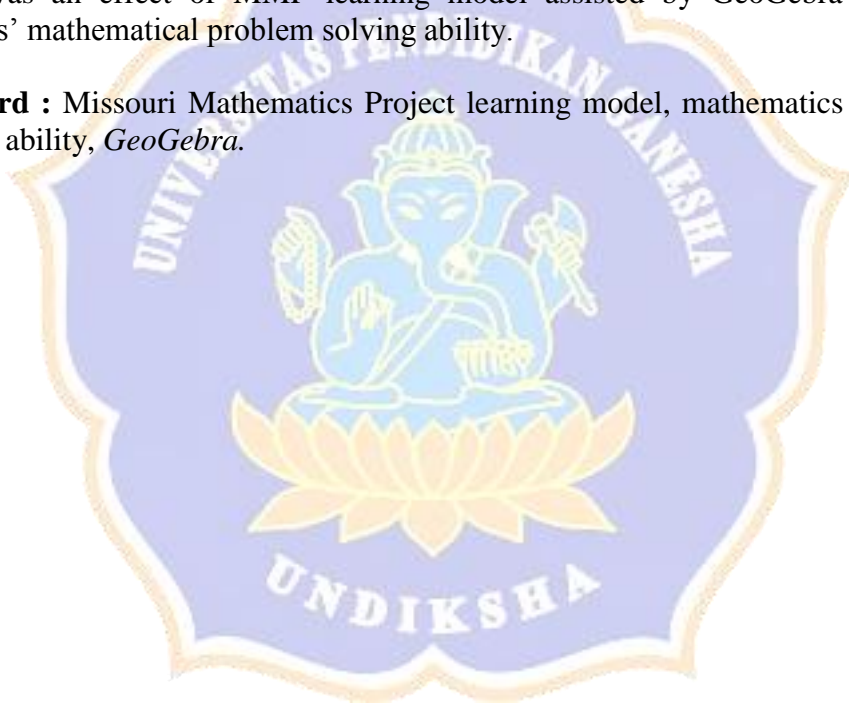 as an effect of MMP learning model assisted by GeoGebra
s' mathematical problem solving ability.
rd : Missouri Mathematics Project learning model, mathematics
ability, GeoGebra.
UNIVERSITAS PENDIDIKAN GANESHA
UNDIKSHA